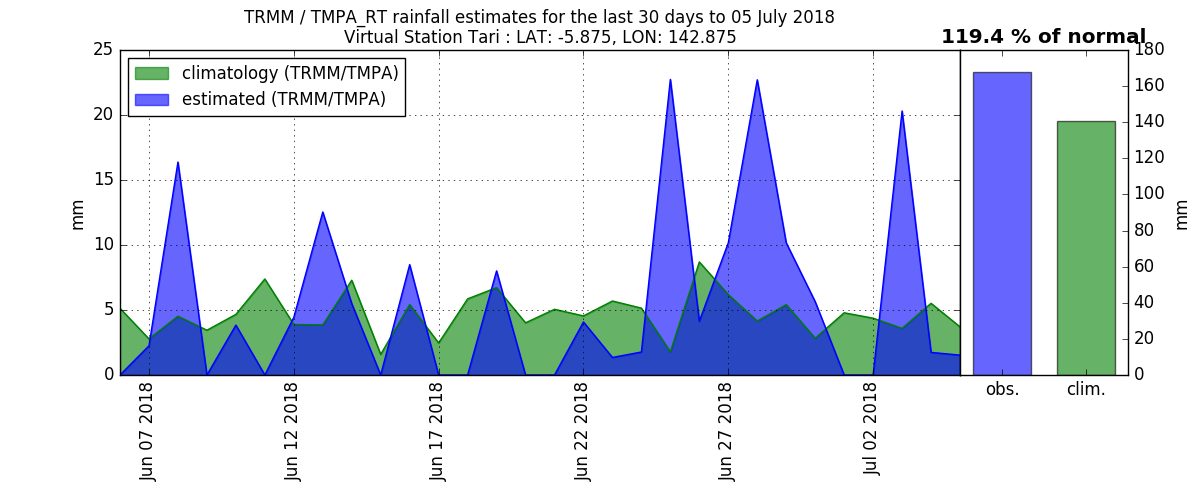 TRMM / TMPA_RT rainfall estimates for the last 30 days to 05 July 2018
Virtual Station Tari : LAT: -5.875, LON: 142.875
119.4 % of normal
climatology (TRMM/TMPA)
estimated (TRMM/TMPA)
25
20
15
10
5
0
mm
Jun 07 2018
Jun 12 2018
Jun 17 2018
Jun 22 2018
Jun 27 2018
Jul 02 2018
180
160
140
120
100
80
60
40
20
0
mm
obs.
clim.